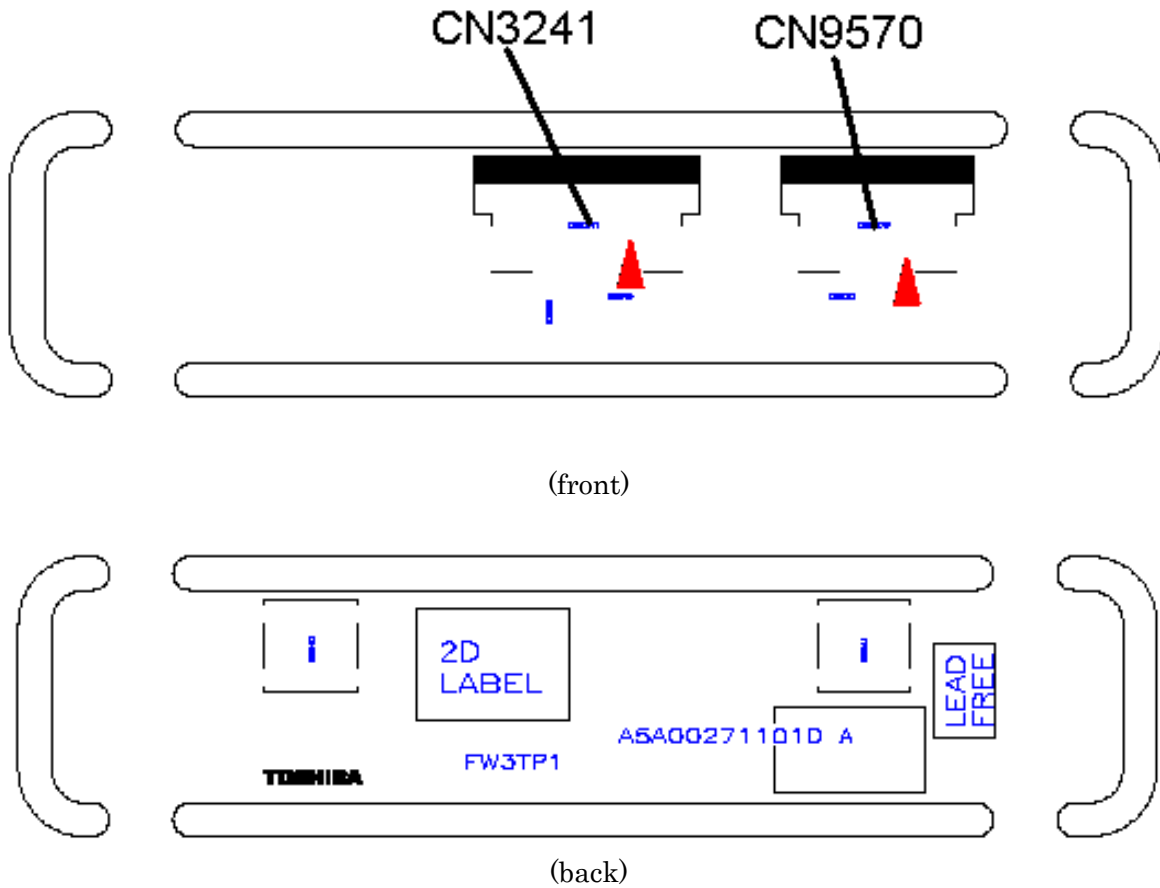 CN3241 CN9570
(front)
2D
LABEL
LEAD
FREE
A5A002711010 A
FW3TP1
TOSHIBA
(back)